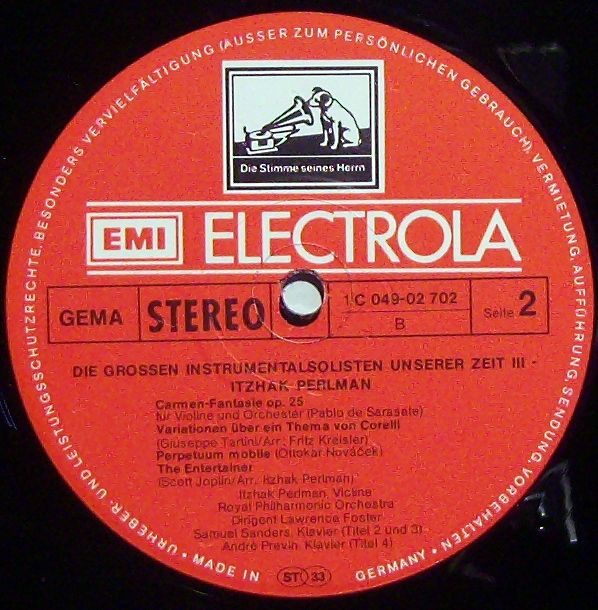 URHEBER- UND LEISTUNGSSCHUTZRECHTE, BESONDERS VERVIELFÄLTIGUNG (AUSSER ZUM PERSÖNLICHEN GEBRAUCH), VERMIETUNG, AUFFÜHRUNG, SENDUNG, VORBEHALTEN
Die Stimme seines Herrn
EMI ELECTROLA
GEMA STEREO 1 C 049-02 702
B
Seite 2
DIE GROSSEN INSTRUMENTALSOLISTEN UNSERER ZEIT III -
ITZHAK PERLMAN
Carmen-Fantasie op. 25
für Violine und Orchester (Pablo de Sarasate)
Variationen über ein Thema von Corelli
(Giuseppe Tartini/Arr.: Fritz Kreisler)
Perpetuum mobile (Ottokar Nováček)
The Entertainer
(Scott Joplin/Arr. Itzhak Perlman)
Itzhak Perlman, Violine
Royal Philharmonic Orchestra
Dirigent Lawrence Foster
Samuel Sanders, Klavier (Titel 2 und 3)
André Previn, Klavier (Titel 4)
• MADE IN ST 33 GERMANY •